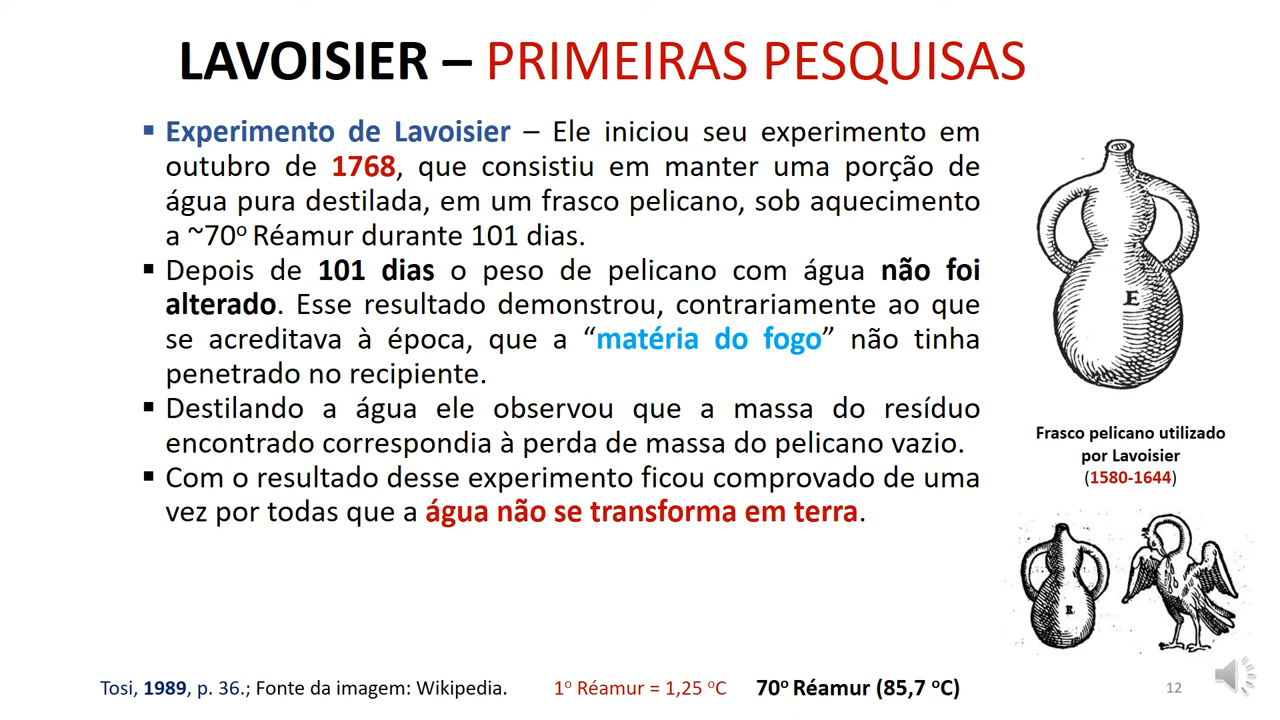 LAVOISIER – PRIMEIRAS PESQUISAS
▪ Experimento de Lavoisier – Ele iniciou seu experimento em
outubro de 1768, que consistiu em manter uma porção de
água pura destilada, em um frasco pelicano, sob aquecimento
a ~70º Réamur durante 101 dias.
▪ Depois de 101 dias o peso de pelicano com água não foi
alterado. Esse resultado demonstrou, contrariamente ao que
se acreditava à época, que a “matéria do fogo” não tinha
penetrado no recipiente.
▪ Destilando a água ele observou que a massa do resíduo
encontrado correspondia à perda de massa do pelicano vazio.
▪ Com o resultado desse experimento ficou comprovado de uma
vez por todas que a água não se transforma em terra.
E
Frasco pelicano utilizado
por Lavoisier
(1580-1644)
R
Tosi, 1989, p. 36.; Fonte da imagem: Wikipedia. 1º Réamur = 1,25 ºC 70º Réamur (85,7 ºC) 12